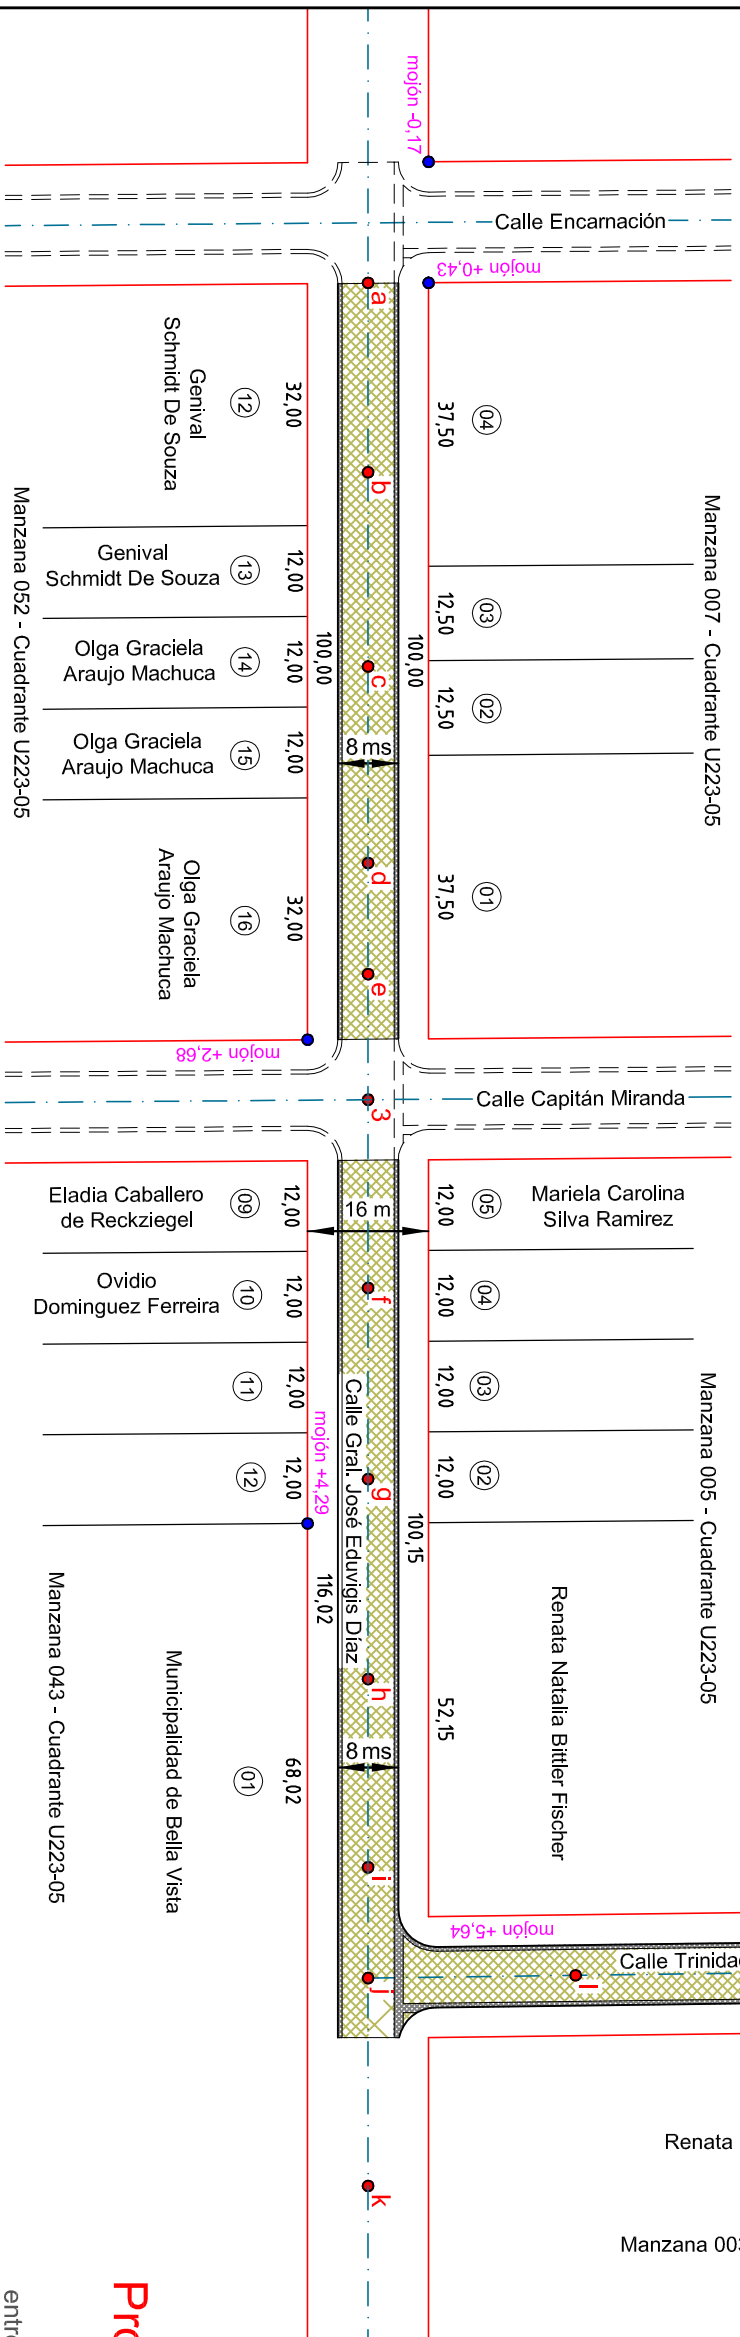 mojón -0,17
Calle Encarnación
mojón +0,43
a
Genival
Schmidt De Souza
12
32,00
37,50
04
b
Manzana 052 - Cuadrante U223-05
Manzana 007 - Cuadrante U223-05
Genival
Schmidt De Souza
13
12,00
12,50
03
Olga Graciela
Araujo Machuca
14
12,00
100,00
c
100,00
12,50
02
Olga Graciela
Araujo Machuca
15
12,00
8 ms
d
Olga Graciela
Araujo Machuca
16
32,00
37,50
01
e
mojón +2,68
3
Calle Capitán Miranda
Eladia Caballero
de Reckziegel
09
12,00
16 m
12,00
05
Mariela Carolina
Silva Ramirez
Ovidio
Dominguez Ferreira
10
12,00
f
12,00
04
11
12,00
12,00
03
Calle Gral. José Eduvigis Díaz
Manzana 005 - Cuadrante U223-05
12
12,00
mojón +4,29
g
12,00
02
100,15
116,02
Manzana 043 - Cuadrante U223-05
Municipalidad de Bella Vista
01
68,02
h
52,15
Renata Natalia Bittler Fischer
8 ms
i
mojón +5,64
Calle Trinidad
j
l
Renata
k
Manzana 003
Pro
entre